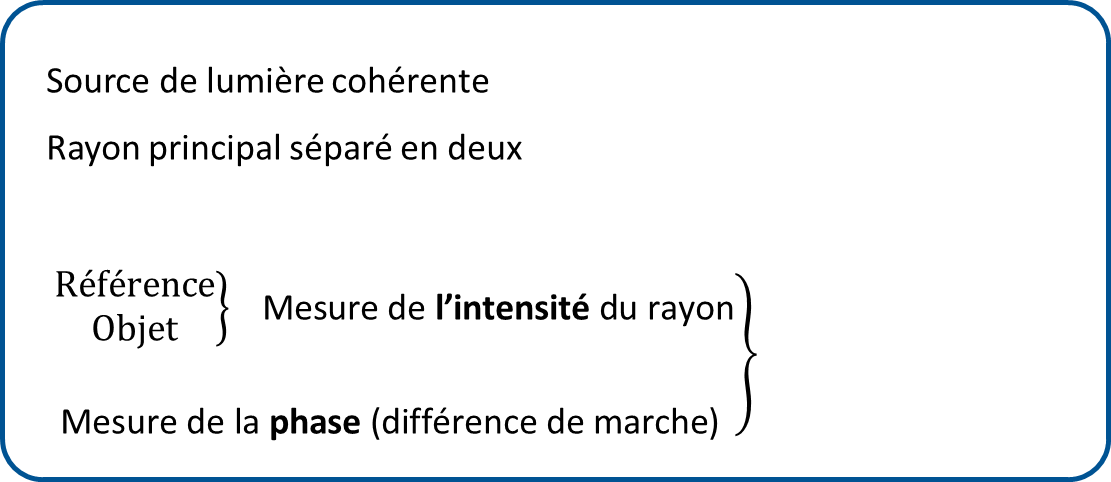 Source de lumière cohérente
Rayon principal séparé en deux
Référence
Objet
Mesure de l’intensité du rayon
Mesure de la phase (différence de marche)